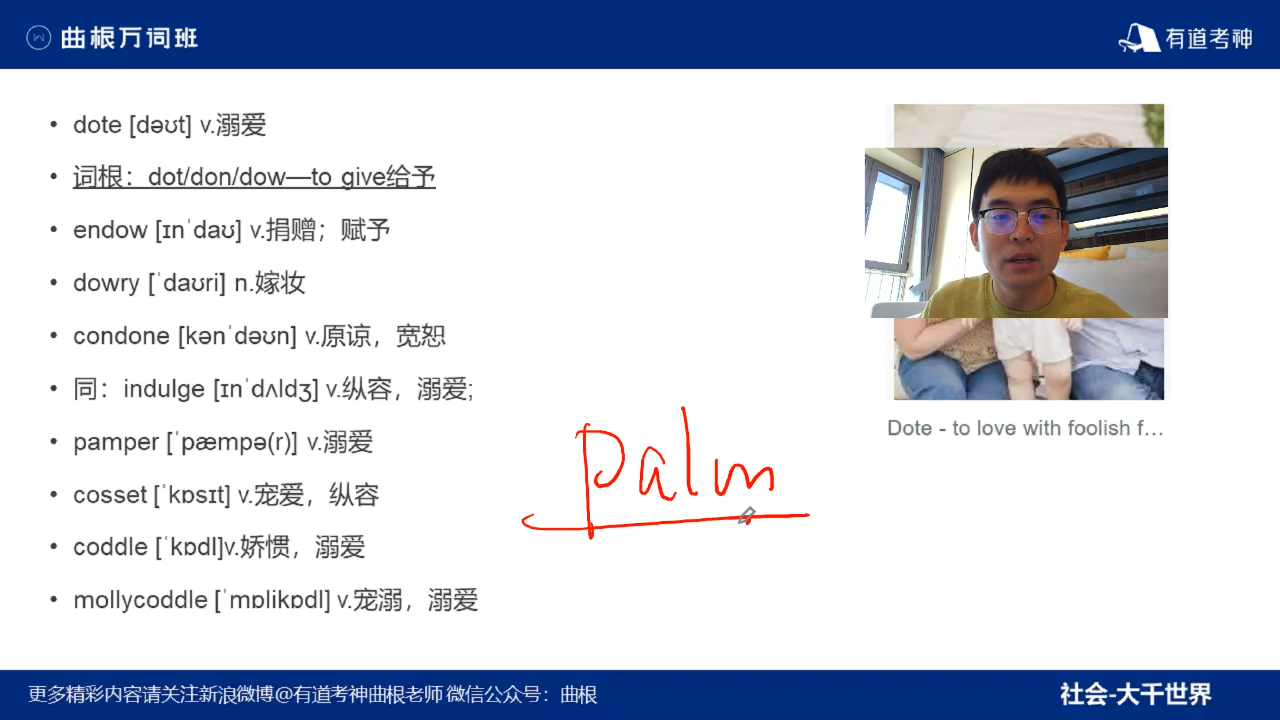 曲根万词班
有道考神
• dote [dəʊt] v.溺爱
• 词根：dot/don/dow—to give给予
• endow [ɪnˈdaʊ] v.捐赠；赋予
• dowry [ˈdaʊri] n.嫁妆
• condone [kənˈdəʊn] v.原谅，宽恕
• 同：indulge [ɪnˈdʌldʒ] v.纵容，溺爱;
• pamper [ˈpæmpə(r)] v.溺爱
• cosset [ˈkɒsɪt] v.宠爱，纵容
• coddle [ˈkɒdl]v.娇惯，溺爱
• mollycoddle [ˈmɒlikɒdl] v.宠溺，溺爱
palm
Dote - to love with foolish f…
更多精彩内容请关注新浪微博@有道考神曲根老师 微信公众号：曲根
社会-大千世界